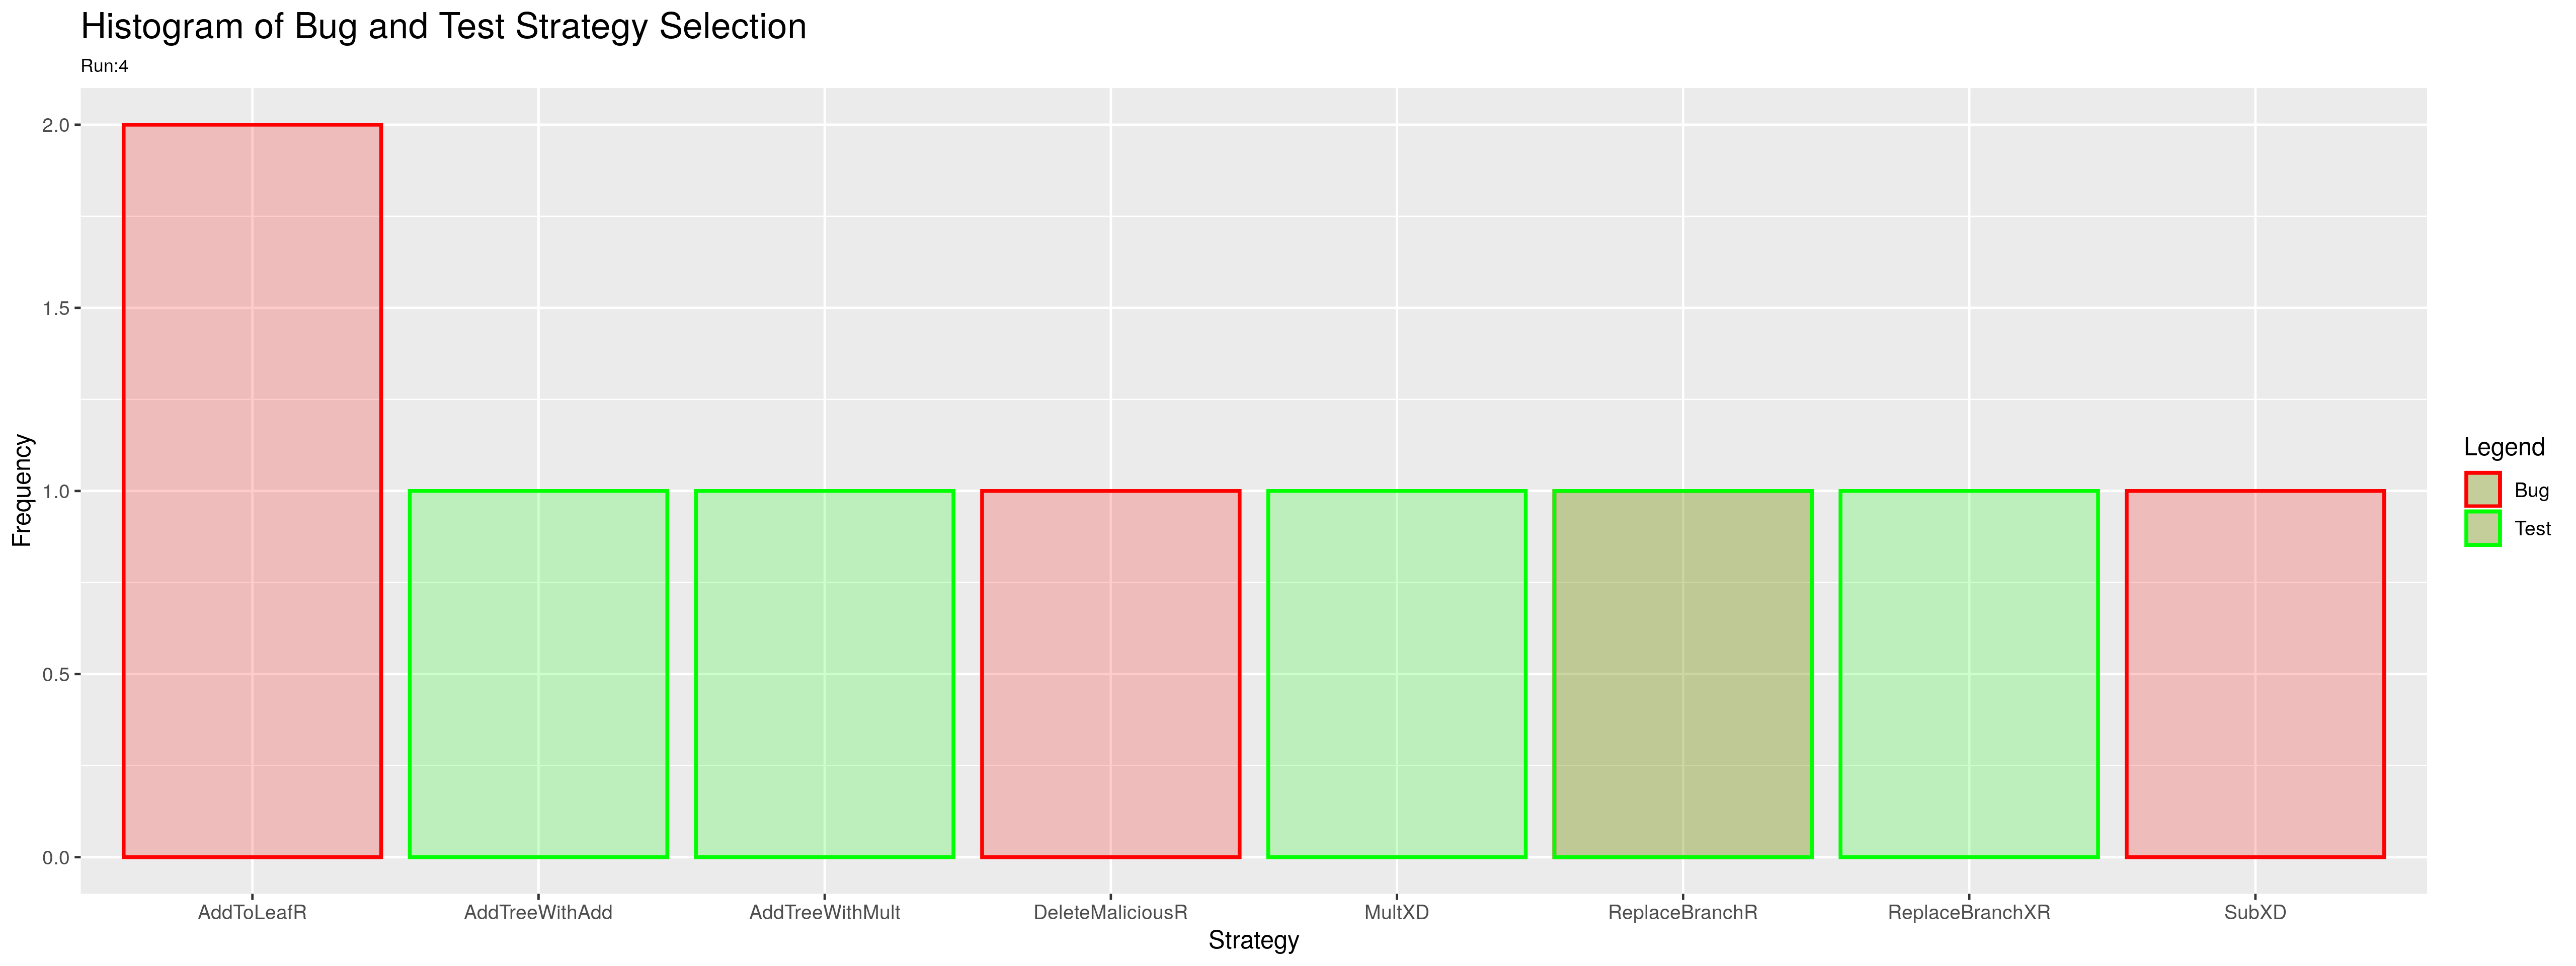 Histogram of Bug and Test Strategy Selection
Run:4
Frequency
2.0
1.5
1.0
0.5
0.0
AddToLeafR AddTreeWithAdd AddTreeWithMult DeleteMaliciousR MultXD ReplaceBranchR ReplaceBranchXR SubXD
Strategy
Legend
Bug
Test